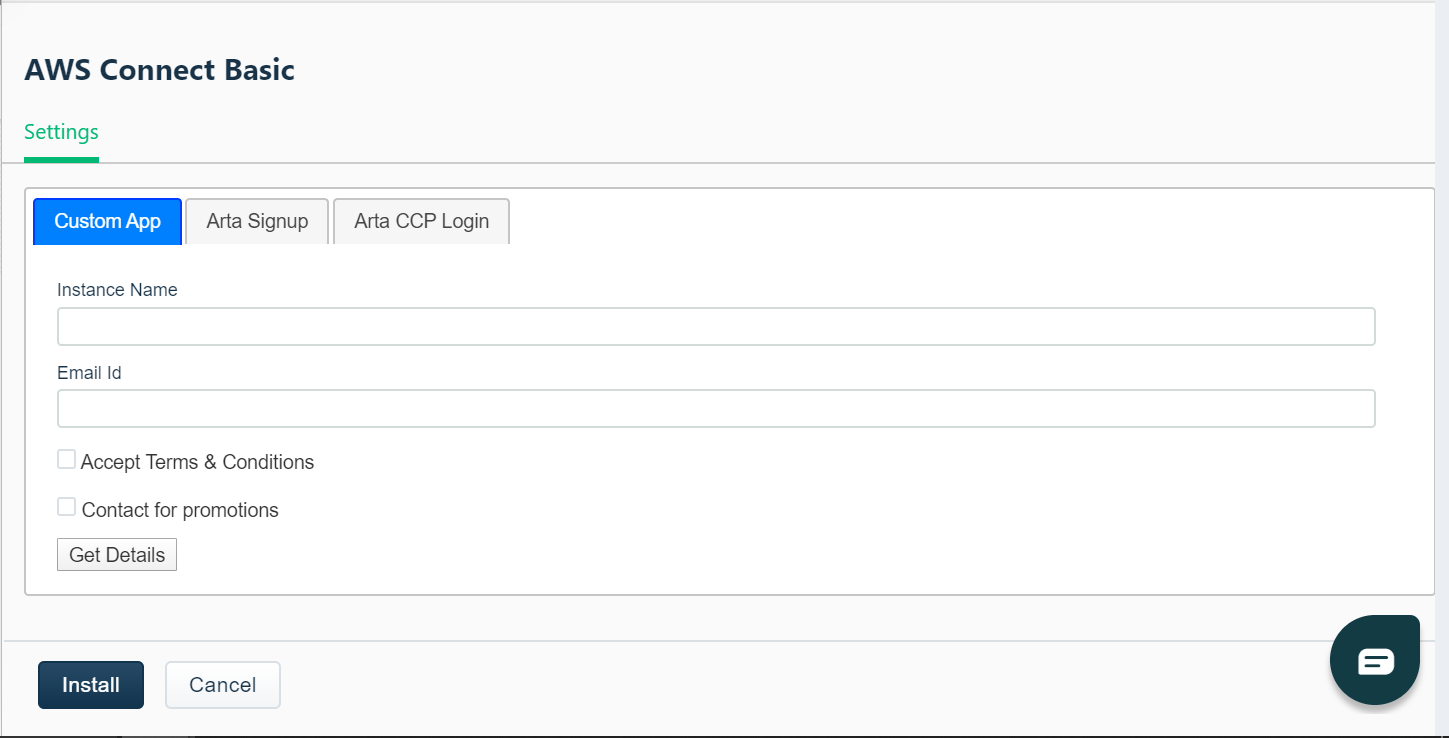 AWS Connect Basic
Settings
Custom App Arta Signup Arta CCP Login
Instance Name
Email Id
Accept Terms & Conditions
Contact for promotions
Get Details
Install Cancel